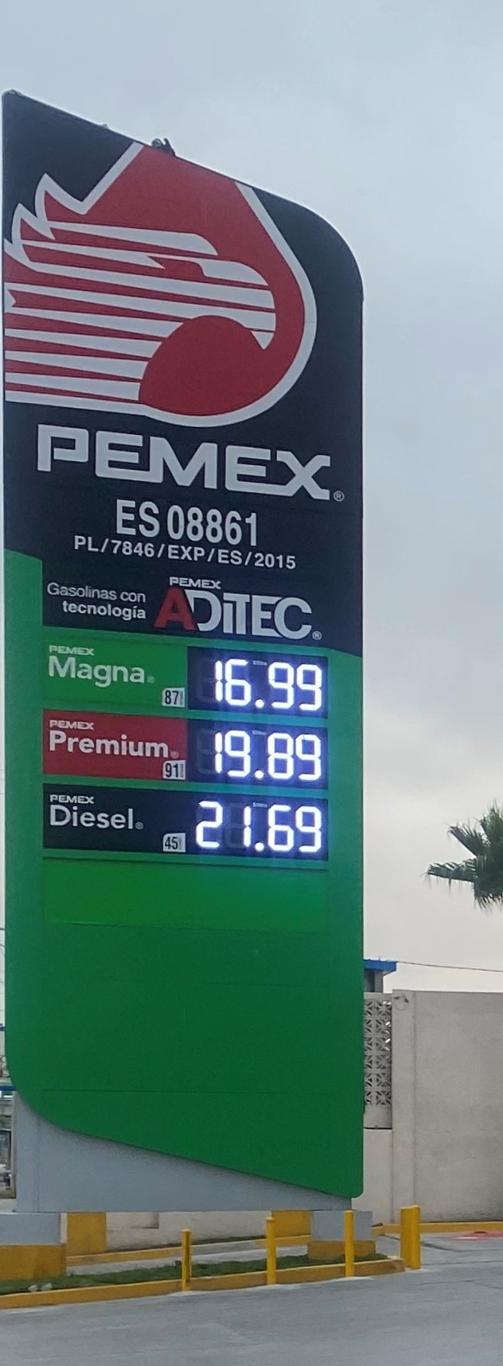 PEMEX®
ES 08861
PL/7846/EXP/ES/2015
Gasolinas con
tecnología
PEMEX
ADiTEC®
PEMEX
Magna®
87
16.99
PEMEX
Premium®
91
19.89
PEMEX
Diesel®
45
21.69